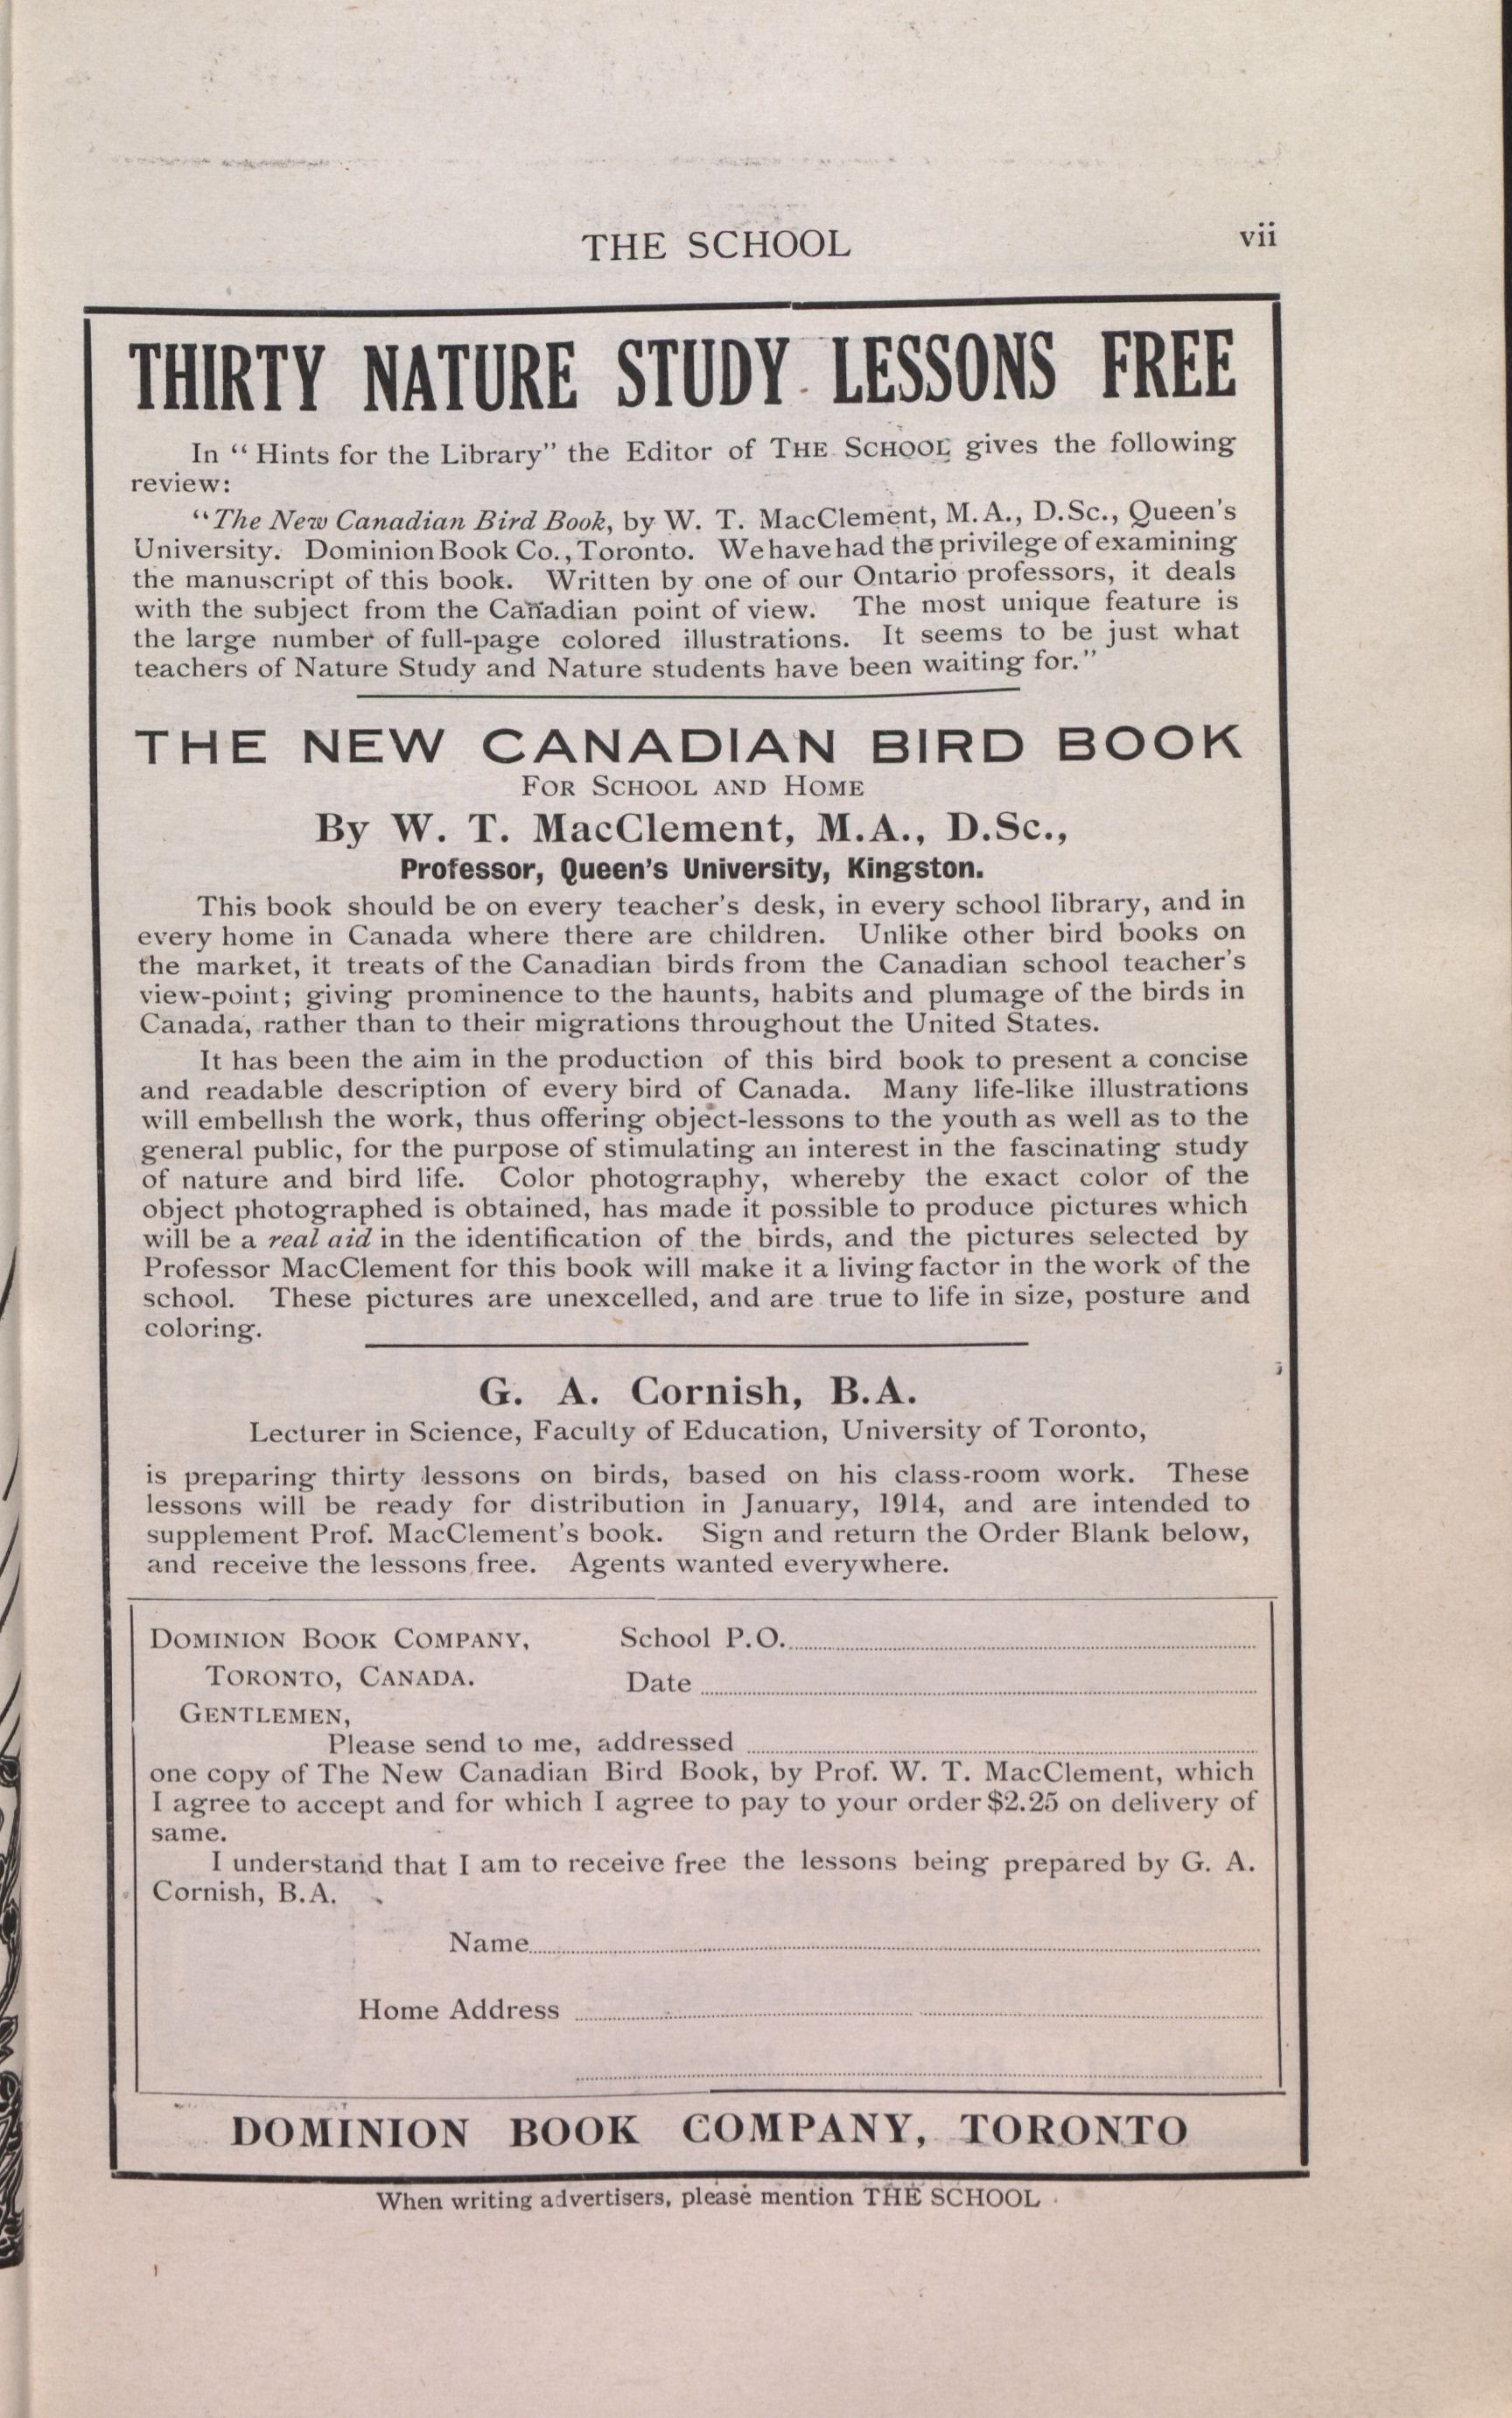 THE SCHOOL
vii
THIRTY NATURE STUDY LESSONS FREE
In “Hints for the Library” the Editor of THE SCHOOL gives the following
review:
“The New Canadian Bird Book, by W. T. MacClement, M.A., D.Sc., Queen's
University. Dominion Book Co., Toronto. We have had the privilege of examining
the manuscript of this book. Written by one of our Ontario professors, it deals
with the subject from the Canadian point of view. The most unique feature is
the large number of full-page colored illustrations. It seems to be just what
teachers of Nature Study and Nature students have been waiting for.”
THE NEW CANADIAN BIRD BOOK
FOR SCHOOL AND HOME
By W. T. MacClement, M.A., D.Sc.,
Professor, Queen's University, Kingston.
This book should be on every teacher's desk, in every school library, and in
every home in Canada where there are children. Unlike other bird books on
the market, it treats of the Canadian birds from the Canadian school teacher's
view-point; giving prominence to the haunts, habits and plumage of the birds in
Canada, rather than to their migrations throughout the United States.
It has been the aim in the production of this bird book to present a concise
and readable description of every bird of Canada. Many life-like illustrations
will embellish the work, thus offering object-lessons to the youth as well as to the
general public, for the purpose of stimulating an interest in the fascinating study
of nature and bird life. Color photography, whereby the exact color of the
object photographed is obtained, has made it possible to produce pictures which
will be a real aid in the identification of the birds, and the pictures selected by
Professor MacClement for this book will make it a living factor in the work of the
school. These pictures are unexcelled, and are true to life in size, posture and
coloring.
G. A. Cornish, B.A.
Lecturer in Science, Faculty of Education, University of Toronto,
is preparing thirty lessons on birds, based on his class-room work. These
lessons will be ready for distribution in January, 1914, and are intended to
supplement Prof. MacClement's book. Sign and return the Order Blank below,
and receive the lessons free. Agents wanted everywhere.
DOMINION BOOK COMPANY, School P.O.
TORONTO, CANADA. Date
GENTLEMEN,
Please send to me, addressed
one copy of The New Canadian Bird Book, by Prof. W. T. MacClement, which
I agree to accept and for which I agree to pay to your order $2.25 on delivery of
same.
I understand that I am to receive free the lessons being prepared by G. A.
Cornish, B.A.
Name
Home Address
DOMINION BOOK COMPANY, TORONTO
When writing advertisers, please mention THE SCHOOL